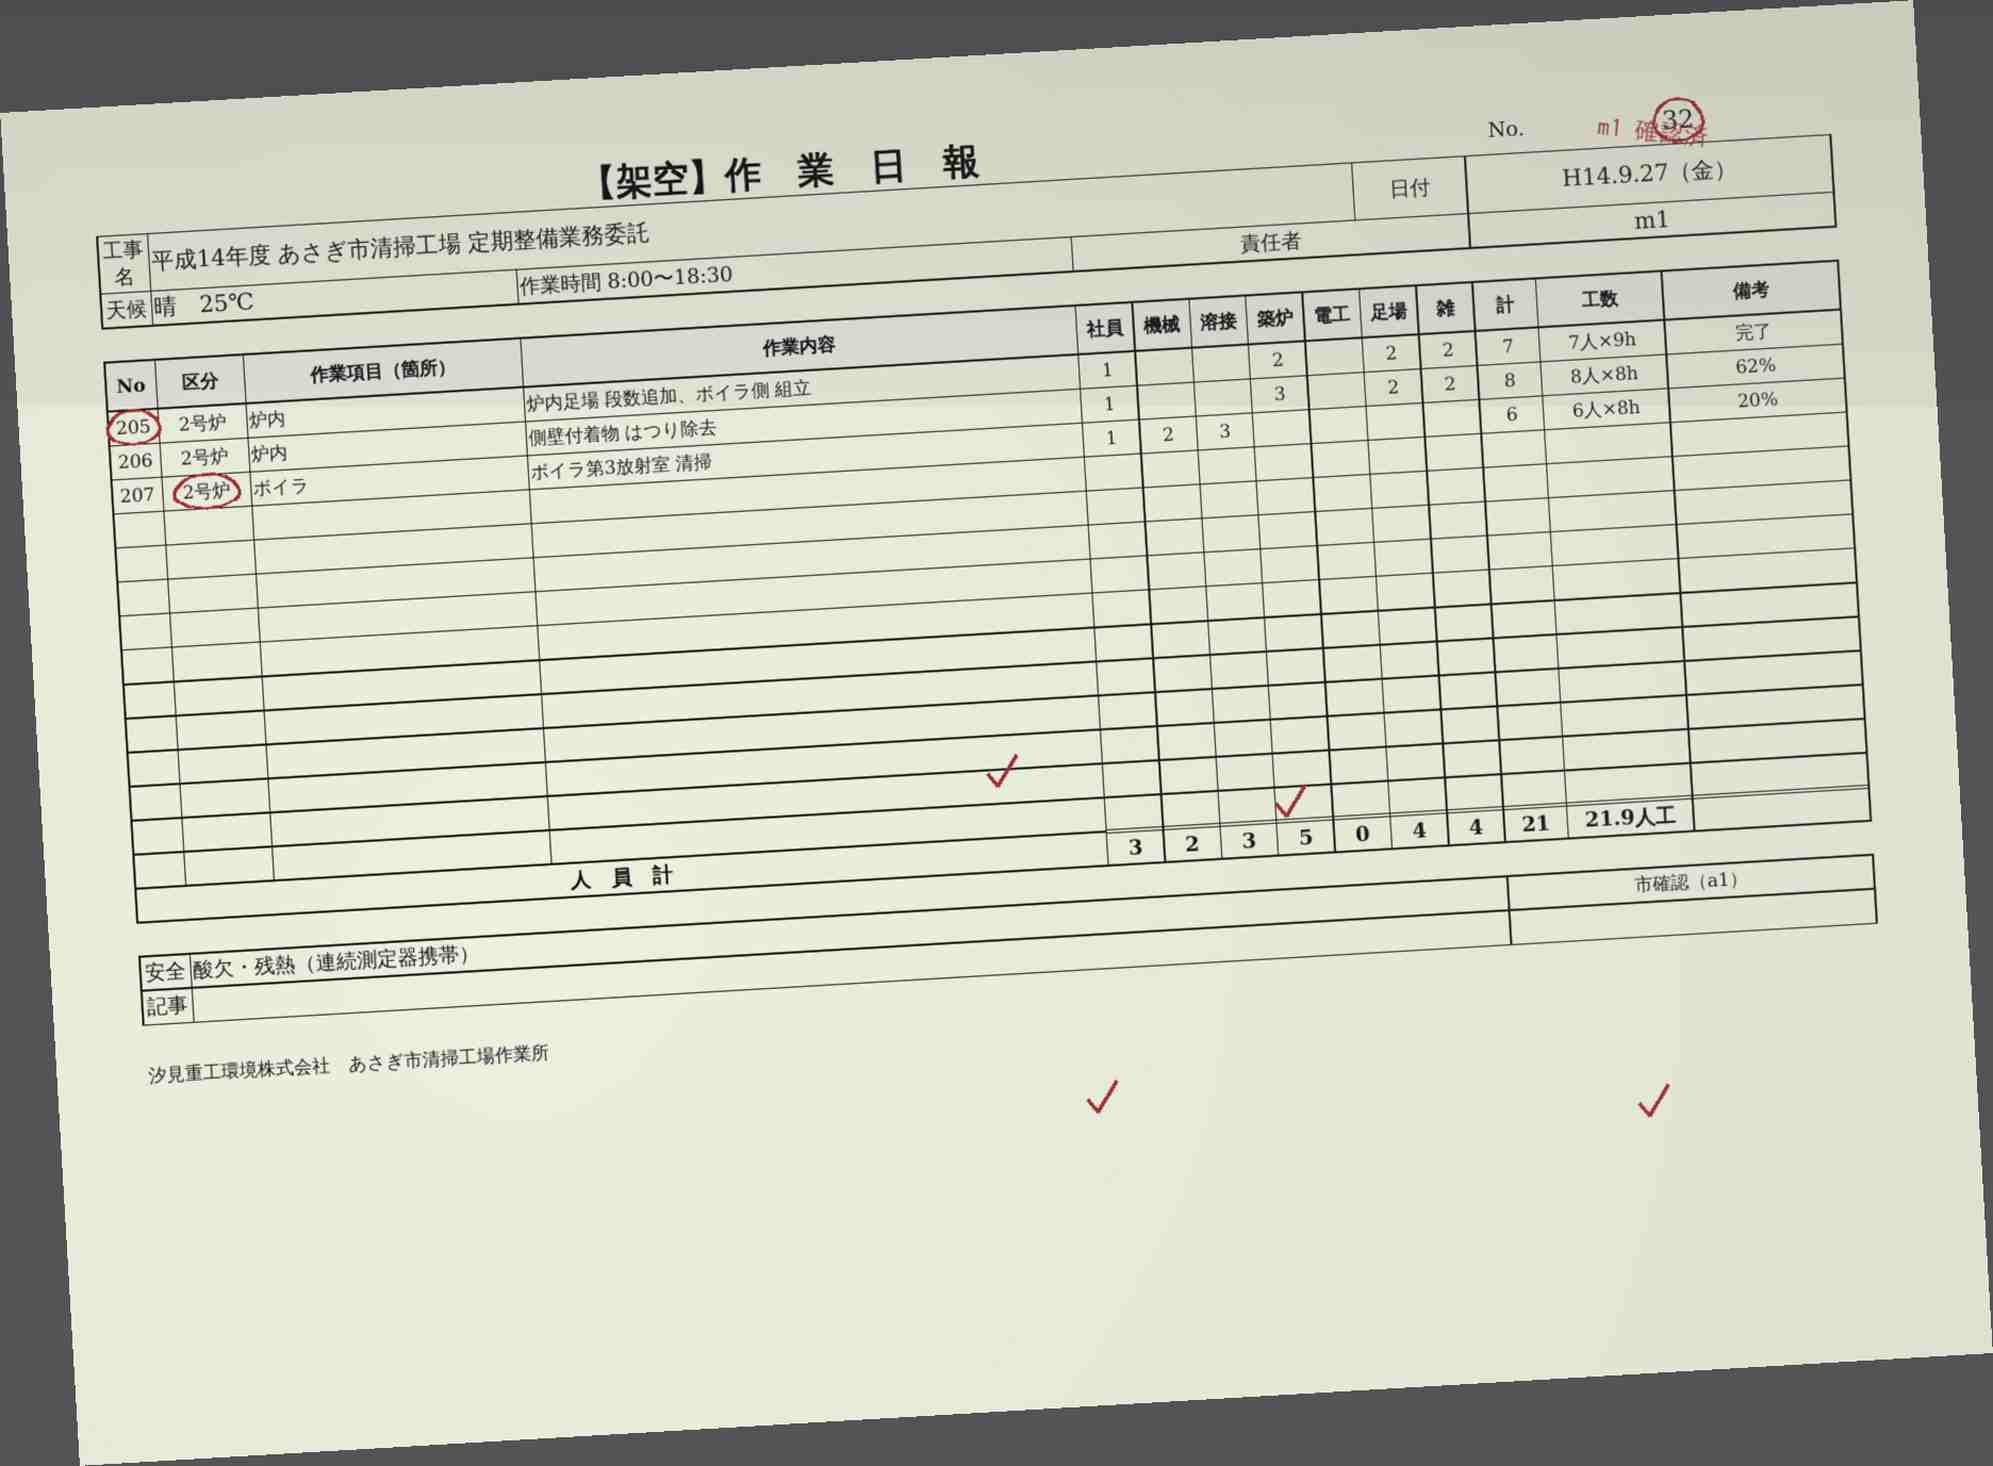 No. 32
m1 確認済
【架空】作 業 日 報
工事名 平成14年度 あさぎ市清掃工場 定期整備業務委託 日付 H14.9.27（金）
天候 晴 25℃ 作業時間 8:00〜18:30 責任者 m1
No 区分 作業項目（箇所） 作業内容 社員 機械 溶接 築炉 電工 足場 雑 計 工数 備考
205 2号炉 炉内 炉内足場 段数追加、ボイラ側 組立 1 2 2 2 7 7人×9h 完了
206 2号炉 炉内 側壁付着物 はつり除去 1 3 2 2 8 8人×8h 62%
207 2号炉 ボイラ ボイラ第3放射室 清掃 1 2 3 6 6人×8h 20%
人 員 計 3 2 3 5 0 4 4 21 21.9人工
安全 酸欠・残熱（連続測定器携帯） 市確認（a1）
記事
汐見重工環境株式会社 あさぎ市清掃工場作業所